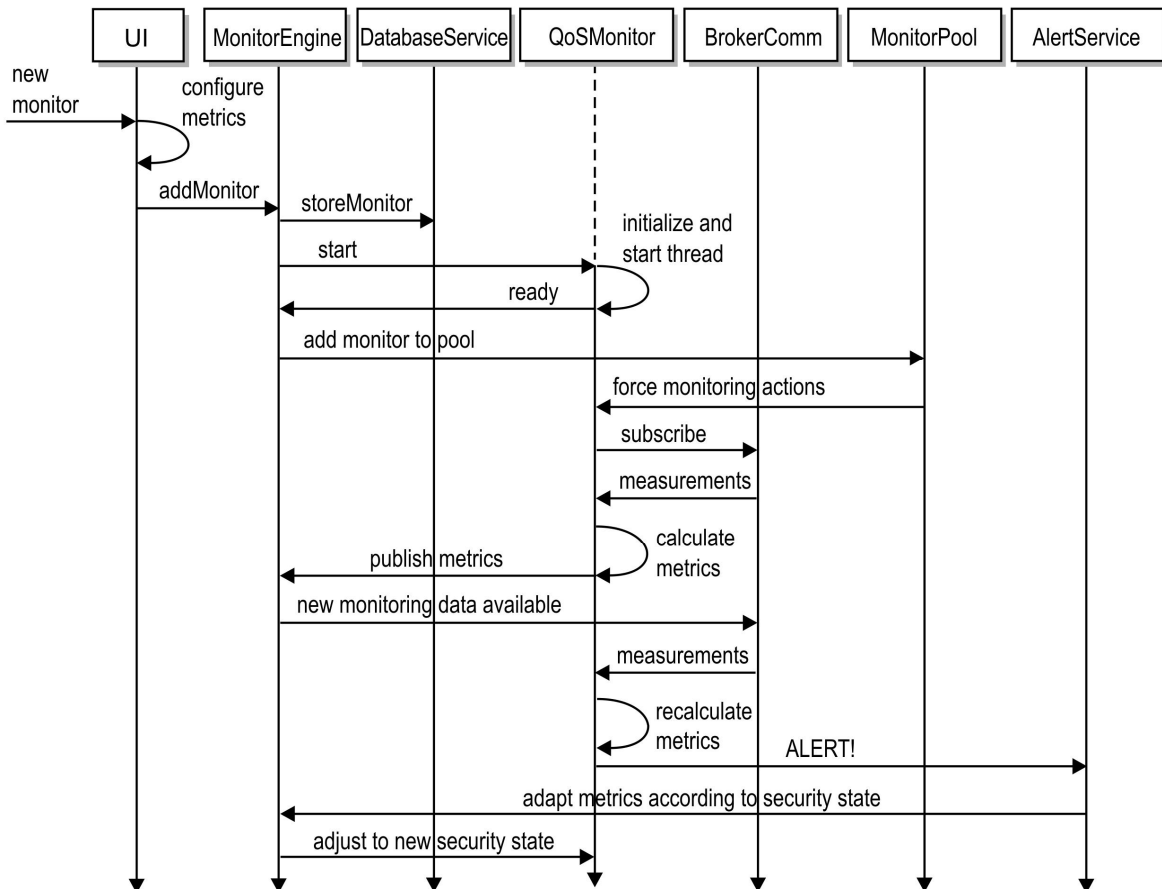 UI
MonitorEngine
DatabaseService
QoSMonitor
BrokerComm
MonitorPool
AlertService
new
monitor
configure
metrics
addMonitor
storeMonitor
initialize and
start thread
start
ready
add monitor to pool
force monitoring actions
subscribe
measurements
calculate
metrics
publish metrics
new monitoring data available
measurements
recalculate
metrics
ALERT!
adapt metrics according to security state
adjust to new security state